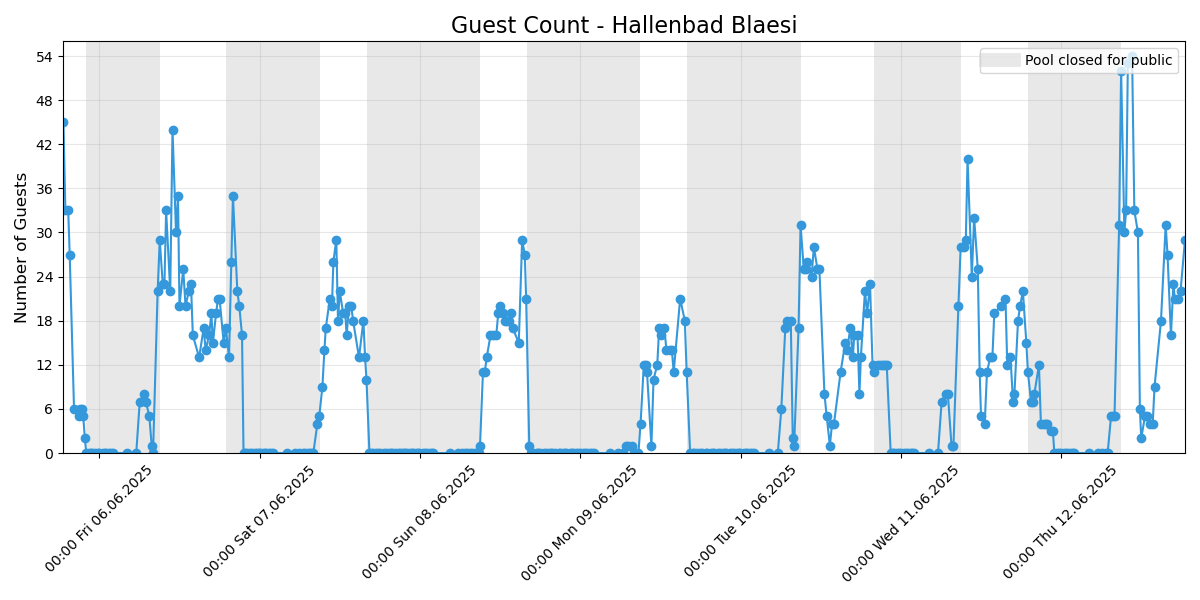 Guest Count - Hallenbad Blaesi
Pool closed for public
Number of Guests
54
48
42
36
30
24
18
12
6
0
00:00 Fri 06.06.2025
00:00 Sat 07.06.2025
00:00 Sun 08.06.2025
00:00 Mon 09.06.2025
00:00 Tue 10.06.2025
00:00 Wed 11.06.2025
00:00 Thu 12.06.2025